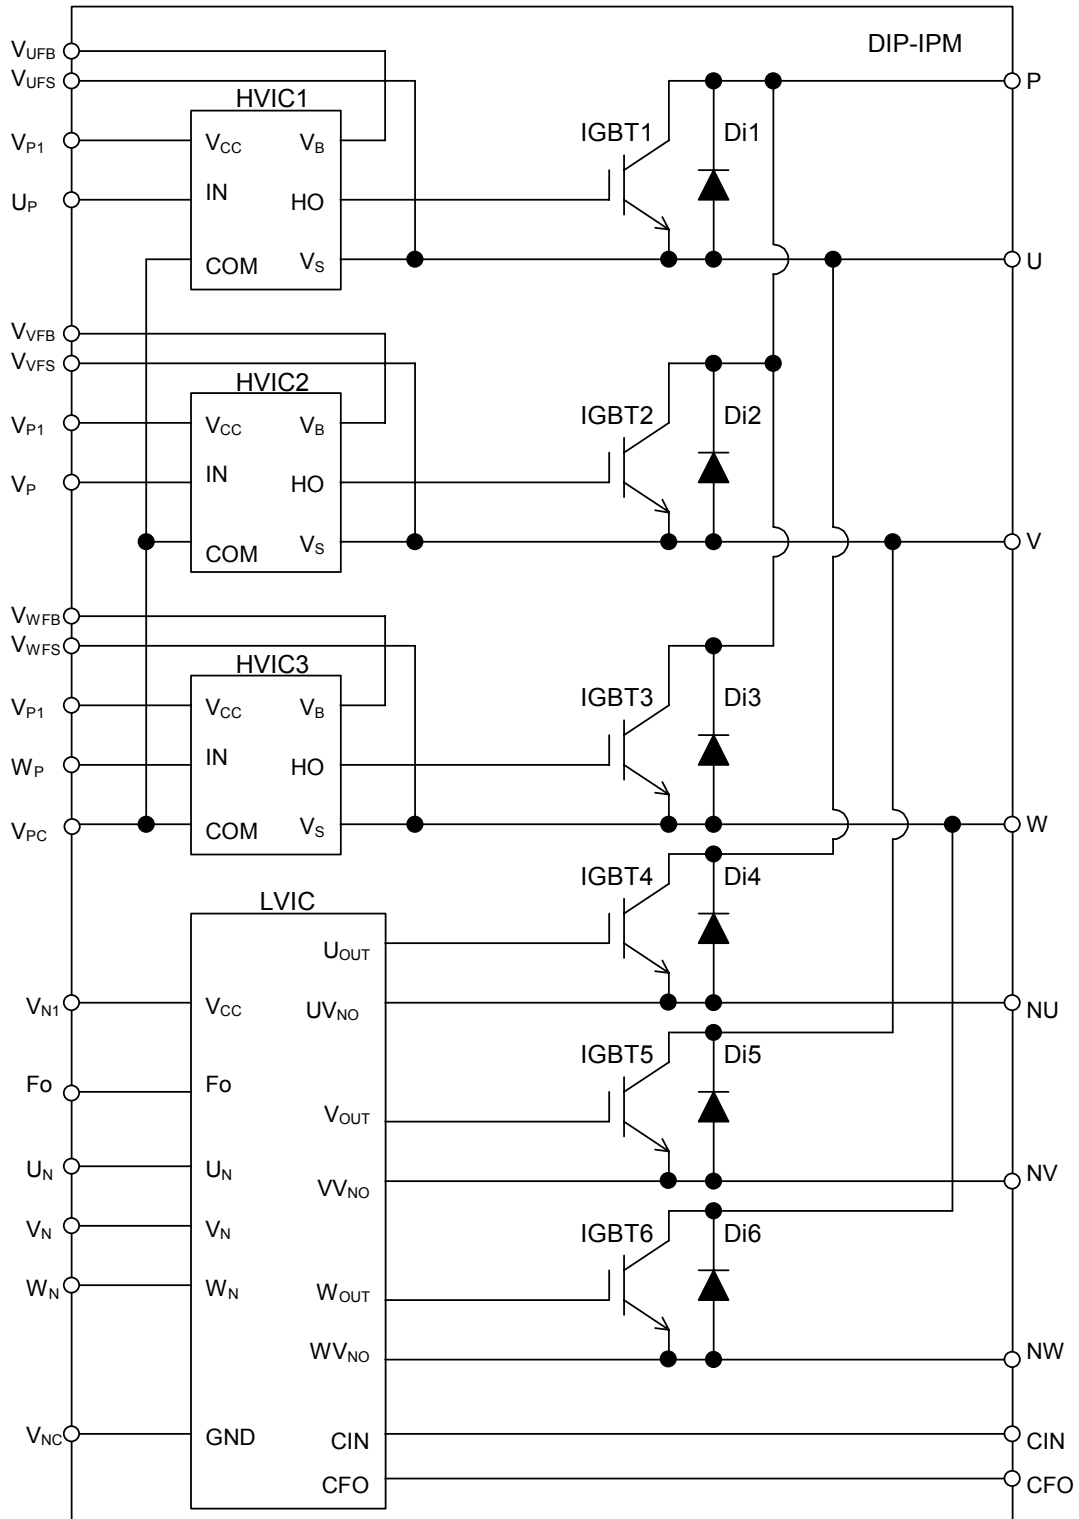 DIP-IPM
VUFB
VUFS
HVIC1
VP1
VCC
VB
IGBT1
Di1
P
UP
IN
HO
COM
VS
U
VVFB
VVFS
HVIC2
VP1
VCC
VB
IGBT2
Di2
VP
IN
HO
COM
VS
V
VWFB
VWFS
HVIC3
VP1
VCC
VB
IGBT3
Di3
WP
IN
HO
VPC
COM
VS
W
LVIC
IGBT4
Di4
UOUT
VN1
VCC
UVNO
NU
IGBT5
Di5
Fo
Fo
VOUT
UN
UN
VVNO
NV
VN
VN
IGBT6
Di6
WN
WN
WOUT
WVNO
NW
VNC
GND
CIN
CIN
CFO
CFO